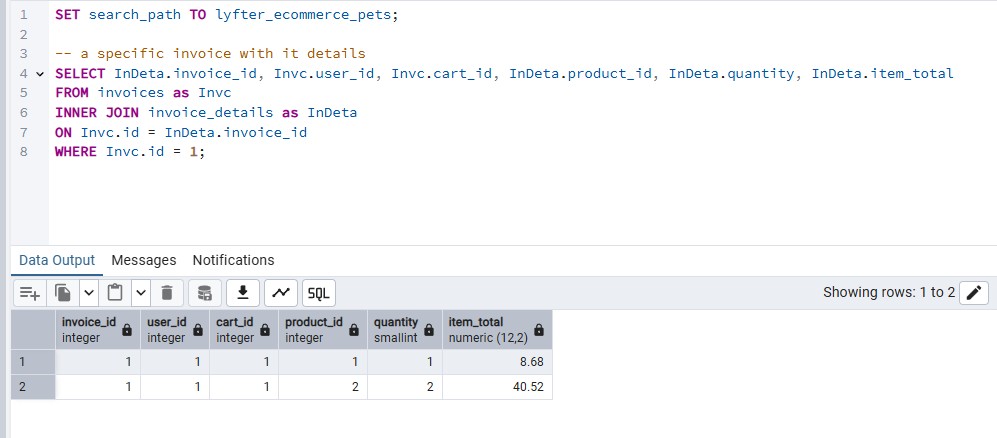 1 SET search_path TO lyfter_ecommerce_pets;
2
3 -- a specific invoice with it details
4 SELECT InDeta.invoice_id, Invc.user_id, Invc.cart_id, InDeta.product_id, InDeta.quantity, InDeta.item_total
5 FROM invoices as Invc
6 INNER JOIN invoice_details as InDeta
7 ON Invc.id = InDeta.invoice_id
8 WHERE Invc.id = 1;
Data Output Messages Notifications
SQL Showing rows: 1 to 2
invoice_id user_id cart_id product_id quantity item_total
integer integer integer integer smallint numeric (12,2)
1 1 1 1 1 1 8.68
2 1 1 1 2 2 40.52